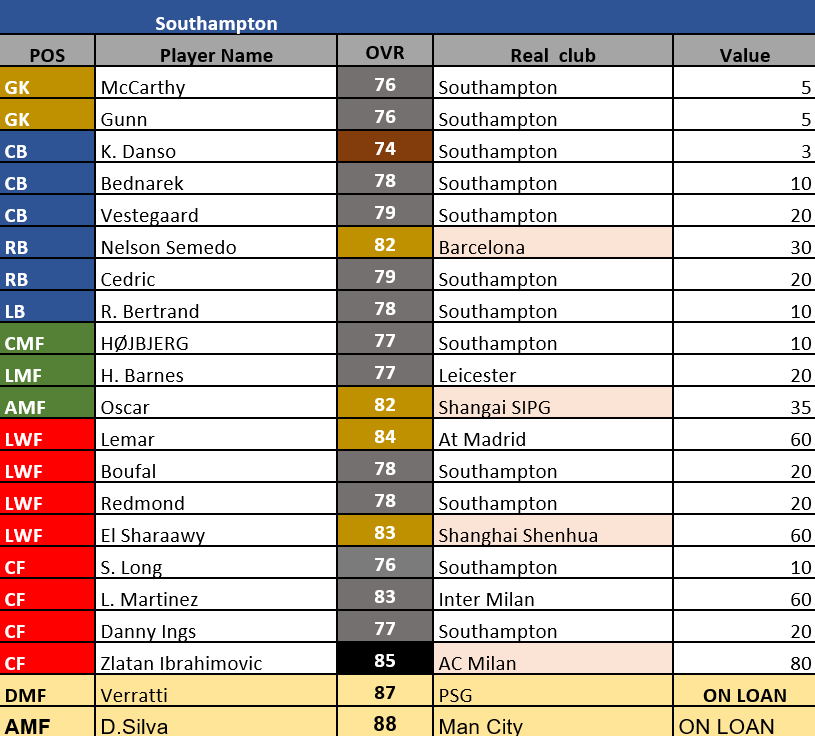 Southampton
POS Player Name OVR Real club Value
GK McCarthy 76 Southampton 5
GK Gunn 76 Southampton 5
CB K. Danso 74 Southampton 3
CB Bednarek 78 Southampton 10
CB Vestegaard 79 Southampton 20
RB Nelson Semedo 82 Barcelona 30
RB Cedric 79 Southampton 20
LB R. Bertrand 78 Southampton 10
CMF HØJBJERG 77 Southampton 10
LMF H. Barnes 77 Leicester 20
AMF Oscar 82 Shangai SIPG 35
LWF Lemar 84 At Madrid 60
LWF Boufal 78 Southampton 20
LWF Redmond 78 Southampton 20
LWF El Sharaawy 83 Shanghai Shenhua 60
CF S. Long 76 Southampton 10
CF L. Martinez 83 Inter Milan 60
CF Danny Ings 77 Southampton 20
CF Zlatan Ibrahimovic 85 AC Milan 80
DMF Verratti 87 PSG ON LOAN
AMF D.Silva 88 Man City ON LOAN